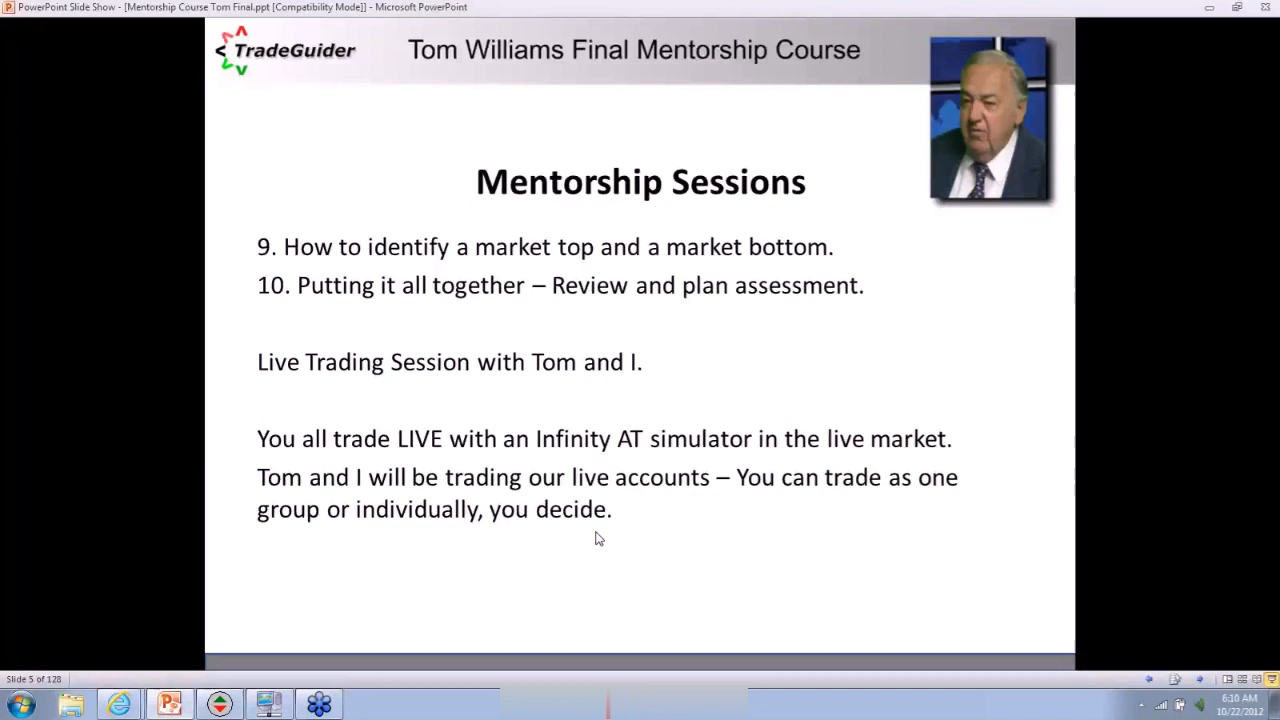 PowerPoint Slide Show - [Mentorship Course Tom Final.ppt [Compatibility Mode]] - Microsoft PowerPoint
TradeGuider
Tom Williams Final Mentorship Course
Mentorship Sessions
9. How to identify a market top and a market bottom.
10. Putting it all together – Review and plan assessment.
Live Trading Session with Tom and I.
You all trade LIVE with an Infinity AT simulator in the live market.
Tom and I will be trading our live accounts – You can trade as one
group or individually, you decide.
Slide 5 of 128
6:10 AM
10/22/2012